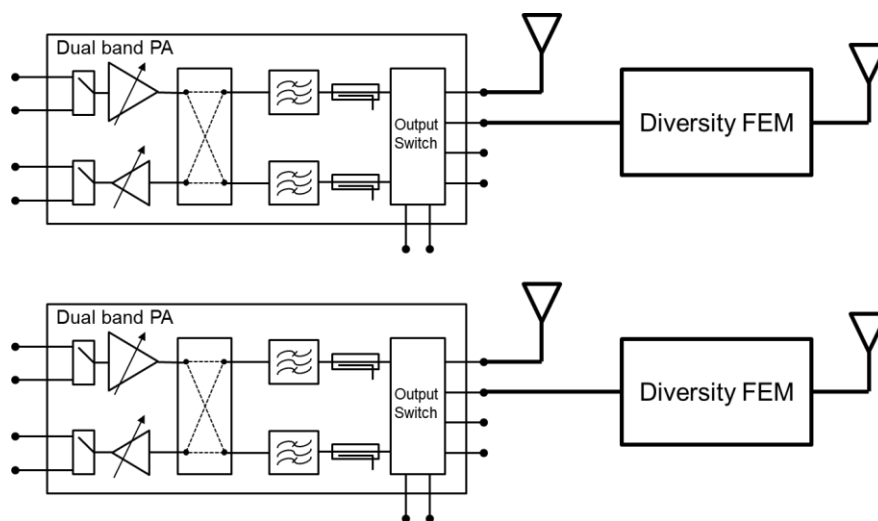 Dual band PA
Output
Switch
Diversity FEM
Dual band PA
Output
Switch
Diversity FEM